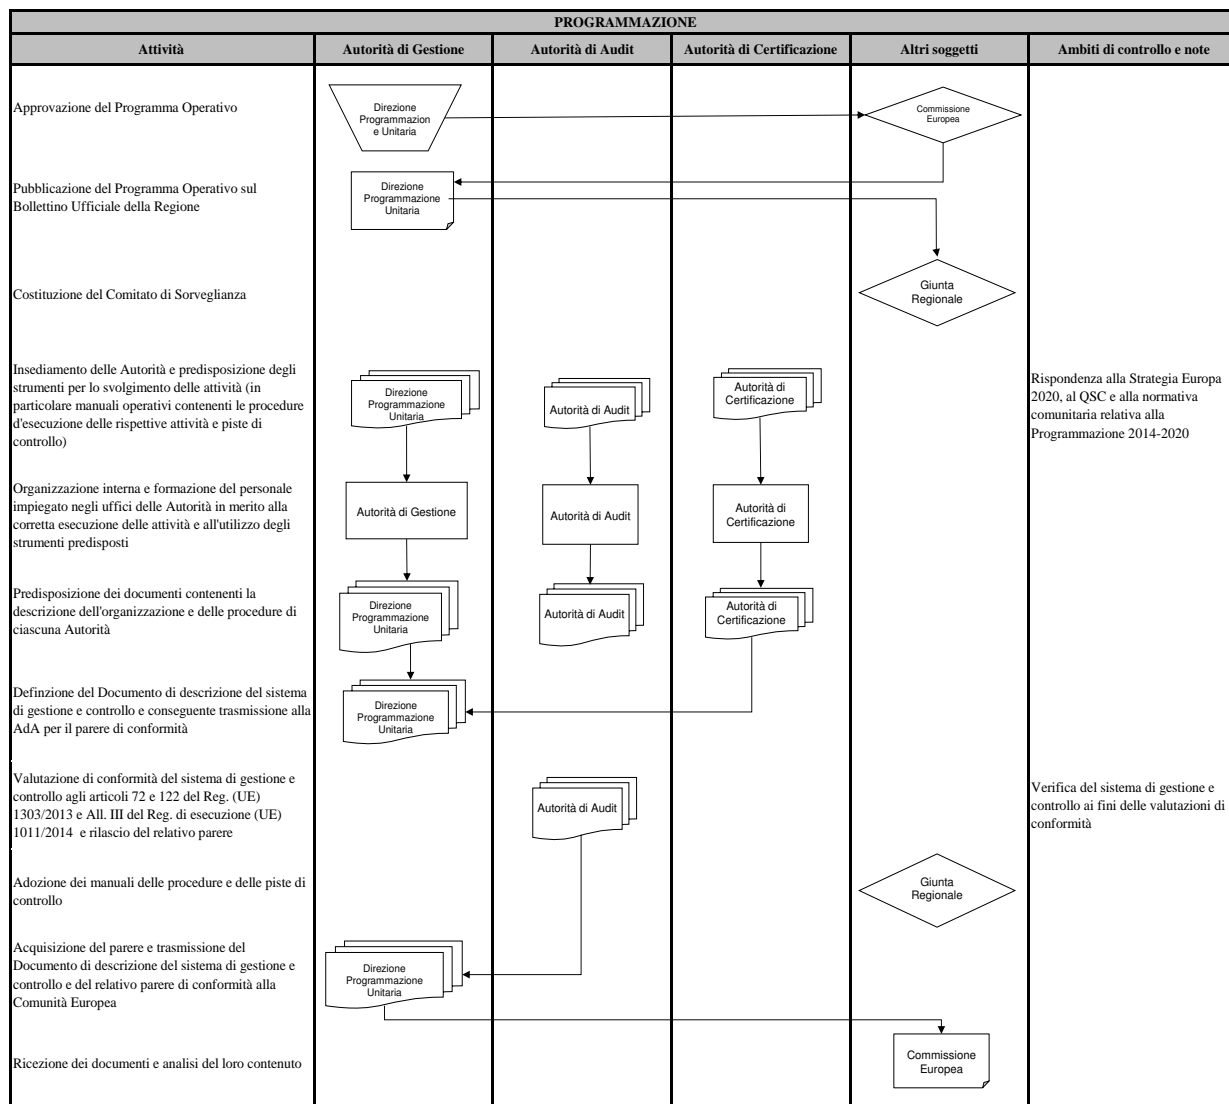 PROGRAMMAZIONE
Attività
Autorità di Gestione
Autorità di Audit
Autorità di Certificazione
Altri soggetti
Ambiti di controllo e note
Approvazione del Programma Operativo
Direzione
Programmazion
e Unitaria
Commissione
Europea
Pubblicazione del Programma Operativo sul
Bollettino Ufficiale della Regione
Direzione
Programmazione
Unitaria
Costituzione del Comitato di Sorveglianza
Giunta
Regionale
Insediamento delle Autorità e predisposizione degli
strumenti per lo svolgimento delle attività (in
particolare manuali operativi contenenti le procedure
d'esecuzione delle rispettive attività e piste di
controllo)
Direzione
Programmazione
Unitaria
Autorità di Audit
Autorità di
Certificazione
Rispondenza alla Strategia Europa
2020, al QSC e alla normativa
comunitaria relativa alla
Programmazione 2014-2020
Organizzazione interna e formazione del personale
impiegato negli uffici delle Autorità in merito alla
corretta esecuzione delle attività e all'utilizzo degli
strumenti predisposti
Autorità di Gestione
Autorità di Audit
Autorità di
Certificazione
Predisposizione dei documenti contenenti la
descrizione dell'organizzazione e delle procedure di
ciascuna Autorità
Direzione
Programmazione
Unitaria
Autorità di Audit
Autorità di
Certificazione
Definzione del Documento di descrizione del sistema
di gestione e controllo e conseguente trasmissione alla
AdA per il parere di conformità
Direzione
Programmazione
Unitaria
Valutazione di conformità del sistema di gestione e
controllo agli articoli 72 e 122 del Reg. (UE)
1303/2013 e All. III del Reg. di esecuzione (UE)
1011/2014 e rilascio del relativo parere
Autorità di Audit
Verifica del sistema di gestione e
controllo ai fini delle valutazioni di
conformità
Adozione dei manuali delle procedure e delle piste di
controllo
Giunta
Regionale
Acquisizione del parere e trasmissione del
Documento di descrizione del sistema di gestione e
controllo e del relativo parere di conformità alla
Comunità Europea
Direzione
Programmazione
Unitaria
Ricezione dei documenti e analisi del loro contenuto
Commissione
Europea